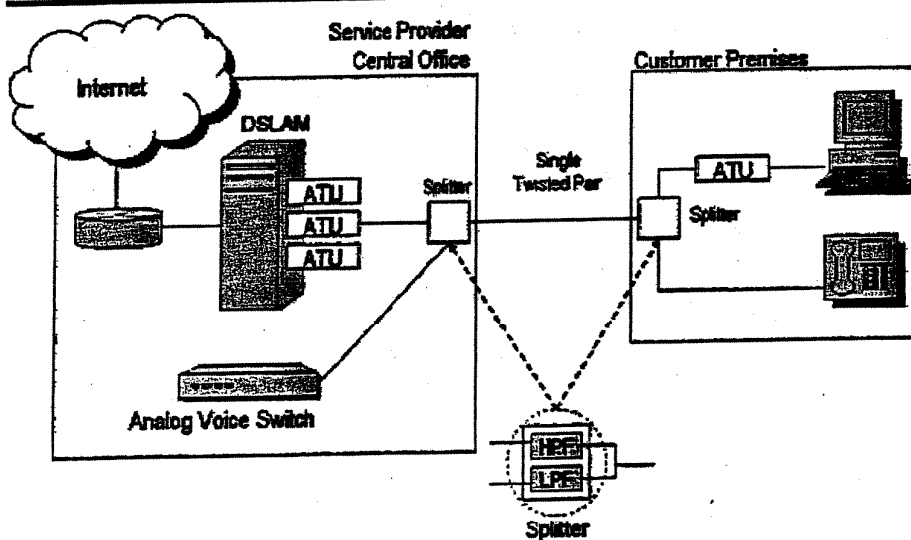 Service Provider
Central Office
Internet
DSLAM
ATU
ATU
ATU
Splitter
Analog Voice Switch
Single
Twisted Pair
Customer Premises
ATU
Splitter
HPF
LPF
Splitter